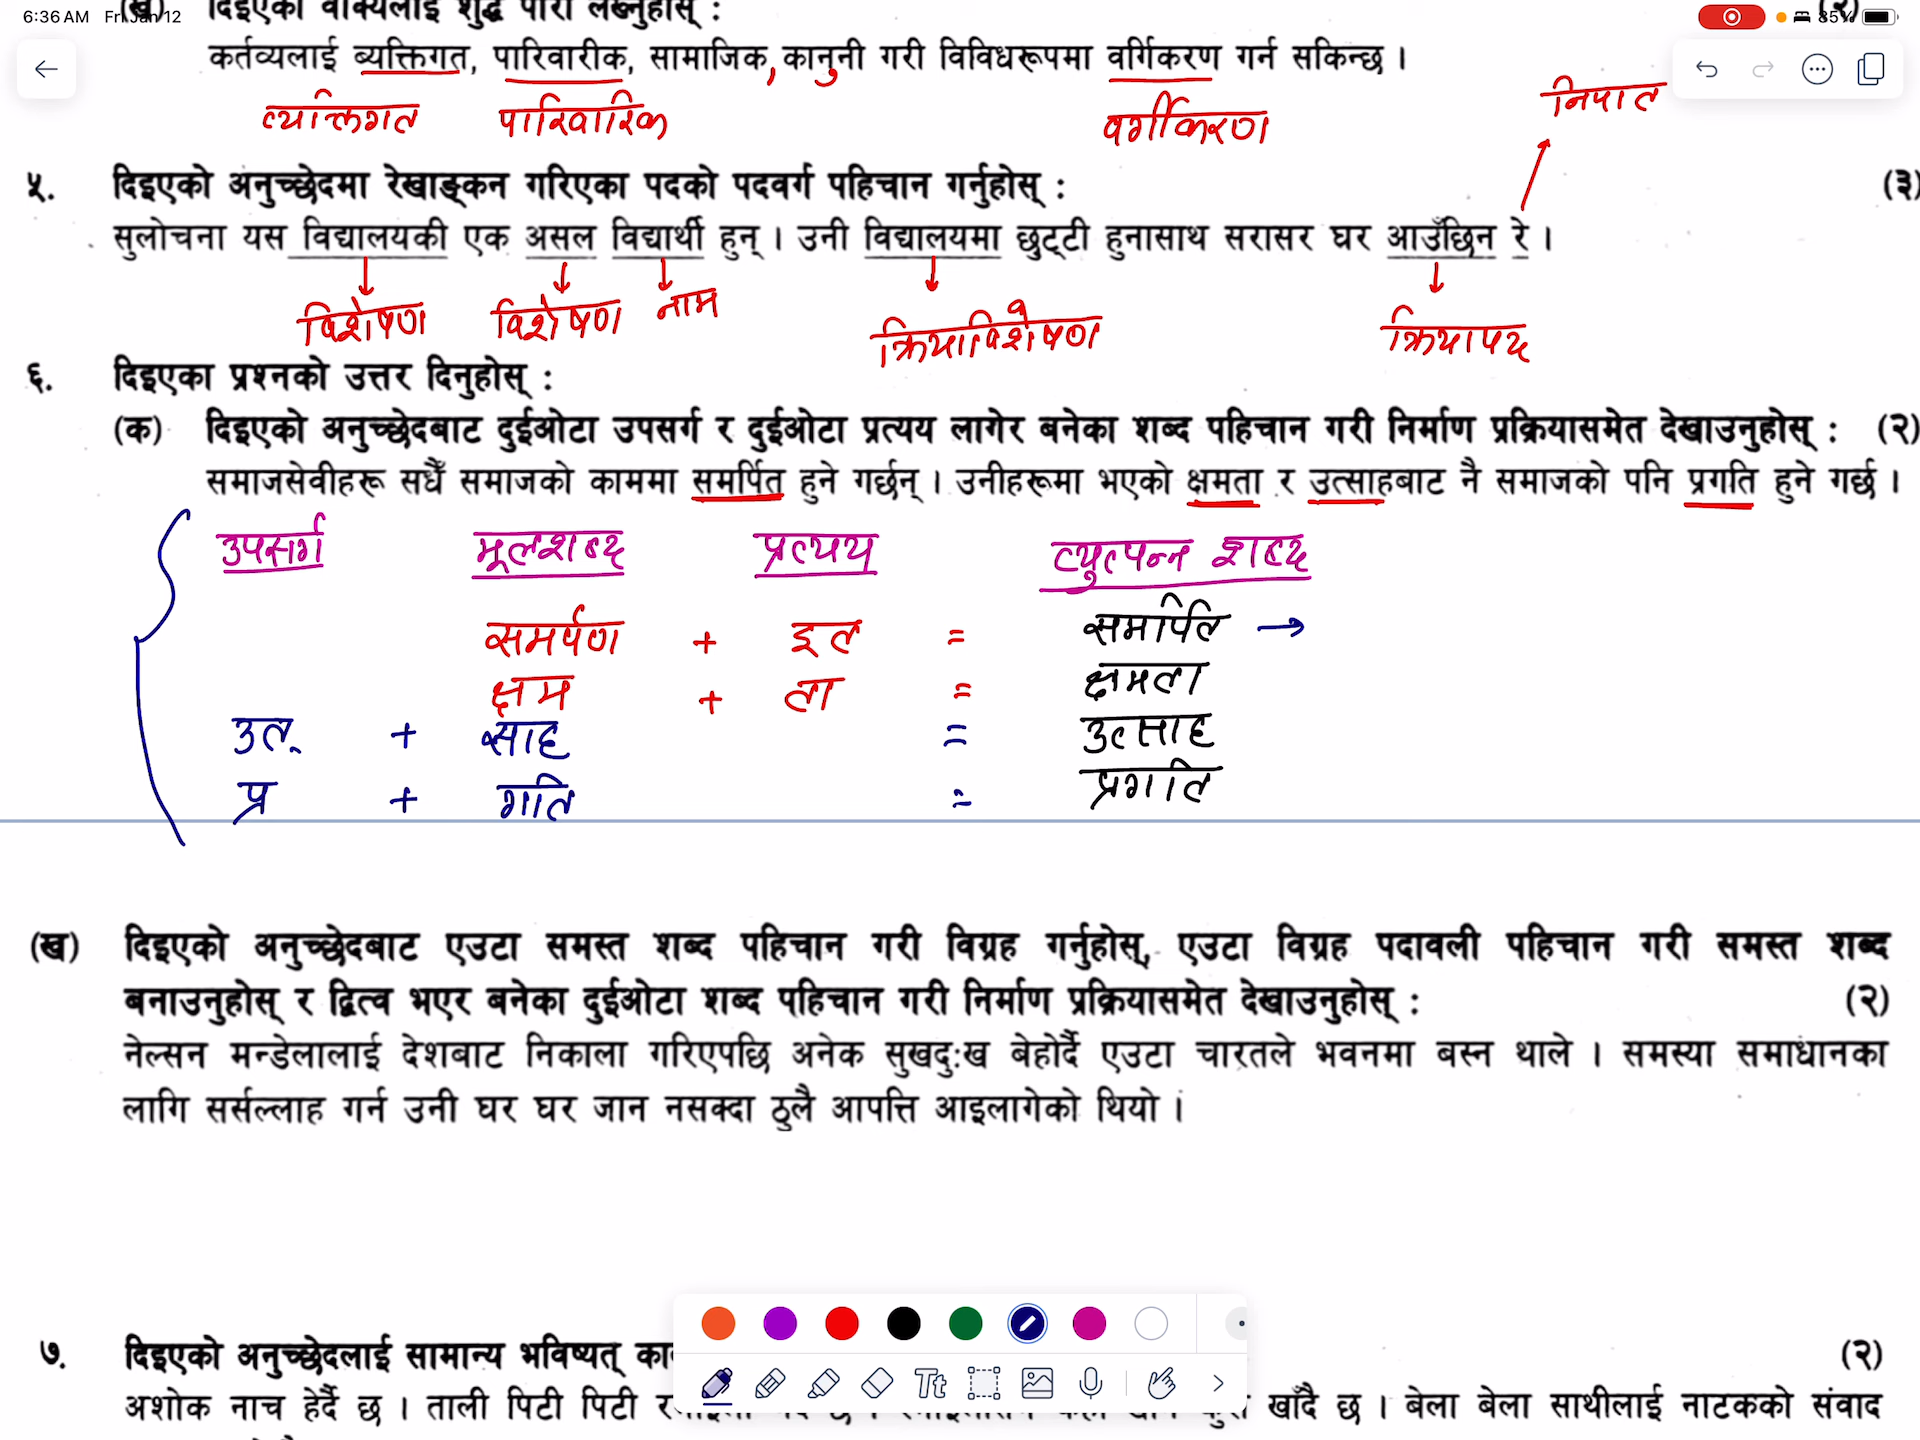 6:36 AM Fri Jan 12
85%
(ख) दिइएको वाक्यलाई शुद्ध पारी लेख्नुहोस् : (२)
कर्तव्यलाई ब्यक्तिगत, पारिवारीक, सामाजिक, कानुनी गरी विविधरूपमा वर्गिकरण गर्न सकिन्छ ।
व्यक्तिगत पारिवारिक वर्गीकरण निपात
५. दिइएको अनुच्छेदमा रेखाङ्कन गरिएका पदको पदवर्ग पहिचान गर्नुहोस् : (३)
सुलोचना यस विद्यालयकी एक असल विद्यार्थी हुन् । उनी विद्यालयमा छुट्टी हुनासाथ सरासर घर आउँछिन रे ।
विशेषण विशेषण नाम क्रियाविशेषण क्रियापद
६. दिइएका प्रश्नको उत्तर दिनुहोस् :
(क) दिइएको अनुच्छेदबाट दुईओटा उपसर्ग र दुईओटा प्रत्यय लागेर बनेका शब्द पहिचान गरी निर्माण प्रक्रियासमेत देखाउनुहोस् : (२)
समाजसेवीहरू सधैँ समाजको काममा समर्पित हुने गर्छन् । उनीहरूमा भएको क्षमता र उत्साहबाट नै समाजको पनि प्रगति हुने गर्छ ।
उपसर्ग मूलशब्द प्रत्यय व्युत्पन्न शब्द
समर्पण + इत = समर्पित →
क्षम + ता = क्षमता
उत् + साह = उत्साह
प्र + गति = प्रगति
(ख) दिइएको अनुच्छेदबाट एउटा समस्त शब्द पहिचान गरी विग्रह गर्नुहोस्, एउटा विग्रह पदावली पहिचान गरी समस्त शब्द
बनाउनुहोस् र द्वित्व भएर बनेका दुईओटा शब्द पहिचान गरी निर्माण प्रक्रियासमेत देखाउनुहोस् : (२)
नेल्सन मन्डेलालाई देशबाट निकाला गरिएपछि अनेक सुखदुःख बेहोर्दै एउटा चारतले भवनमा बस्न थाले । समस्या समाधानका
लागि सर्सल्लाह गर्न उनी घर घर जान नसक्दा ठुलै आपत्ति आइलागेको थियो ।
७. दिइएको अनुच्छेदलाई सामान्य भविष्यत् (२)
अशोक नाच हेर्दै छ । ताली पिटी पिटी खाँदै छ । बेला बेला साथीलाई नाटकको संवाद
Tt